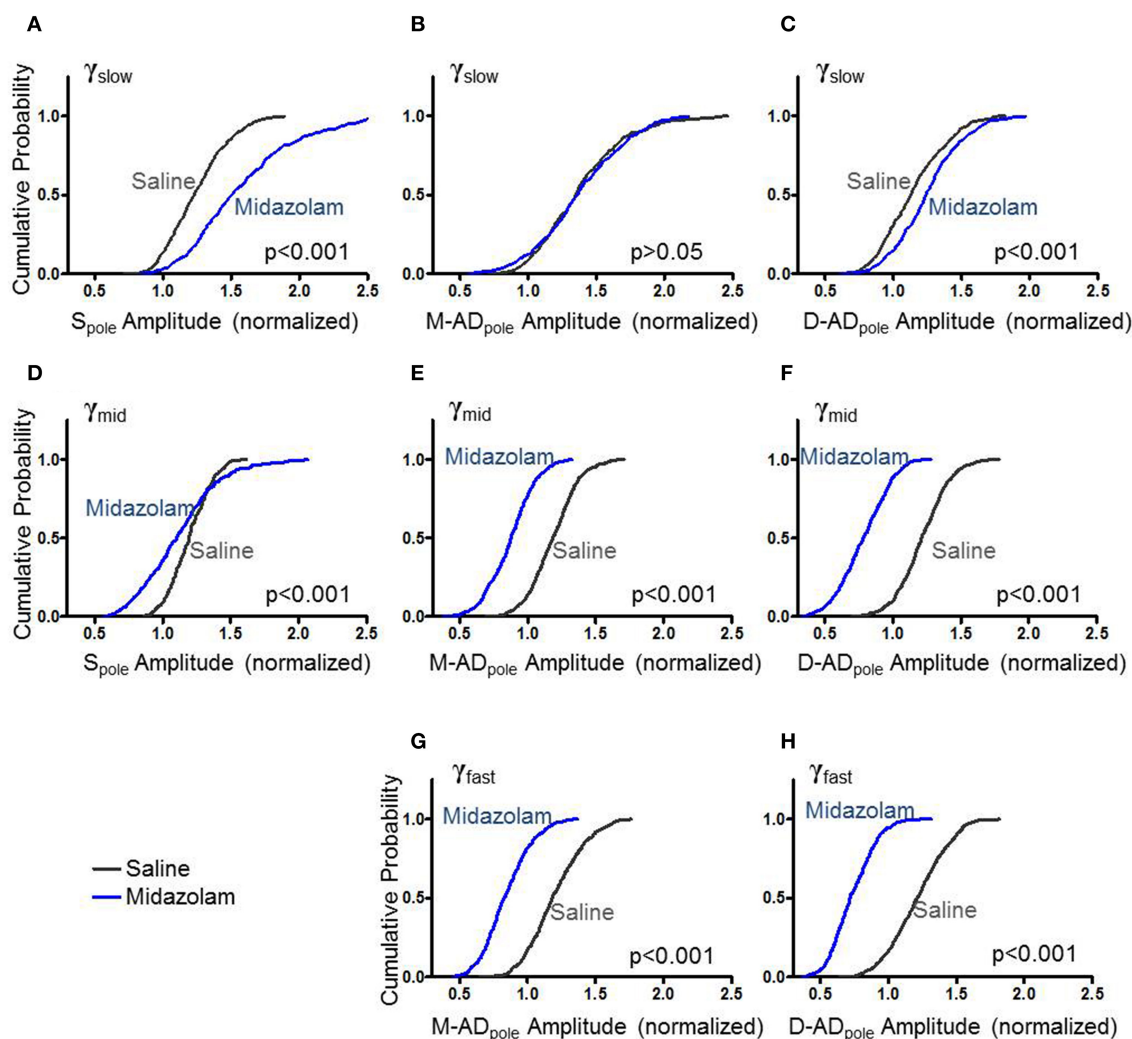 A
γslow
Cumulative Probability
1.0
0.5
0.0
Saline
Midazolam
p<0.001
0.5 1.0 1.5 2.0 2.5
Spole Amplitude (normalized)
B
γslow
1.0
0.5
0.0
p>0.05
0.5 1.0 1.5 2.0 2.5
M-ADpole Amplitude (normalized)
C
γslow
1.0
0.5
0.0
Saline
Midazolam
p<0.001
0.5 1.0 1.5 2.0 2.5
D-ADpole Amplitude (normalized)
D
γmid
Cumulative Probability
1.0
0.5
0.0
Midazolam
Saline
p<0.001
0.5 1.0 1.5 2.0 2.5
Spole Amplitude (normalized)
E
γmid
Midazolam
1.0
0.5
0.0
Saline
p<0.001
0.5 1.0 1.5 2.0 2.5
M-ADpole Amplitude (normalized)
F
γmid
Midazolam
1.0
0.5
0.0
Saline
p<0.001
0.5 1.0 1.5 2.0 2.5
D-ADpole Amplitude (normalized)
G
γfast
Cumulative Probability
Midazolam
1.0
0.5
0.0
Saline
p<0.001
0.5 1.0 1.5 2.0 2.5
M-ADpole Amplitude (normalized)
H
γfast
Midazolam
1.0
0.5
0.0
Saline
p<0.001
0.5 1.0 1.5 2.0 2.5
D-ADpole Amplitude (normalized)
Saline
Midazolam